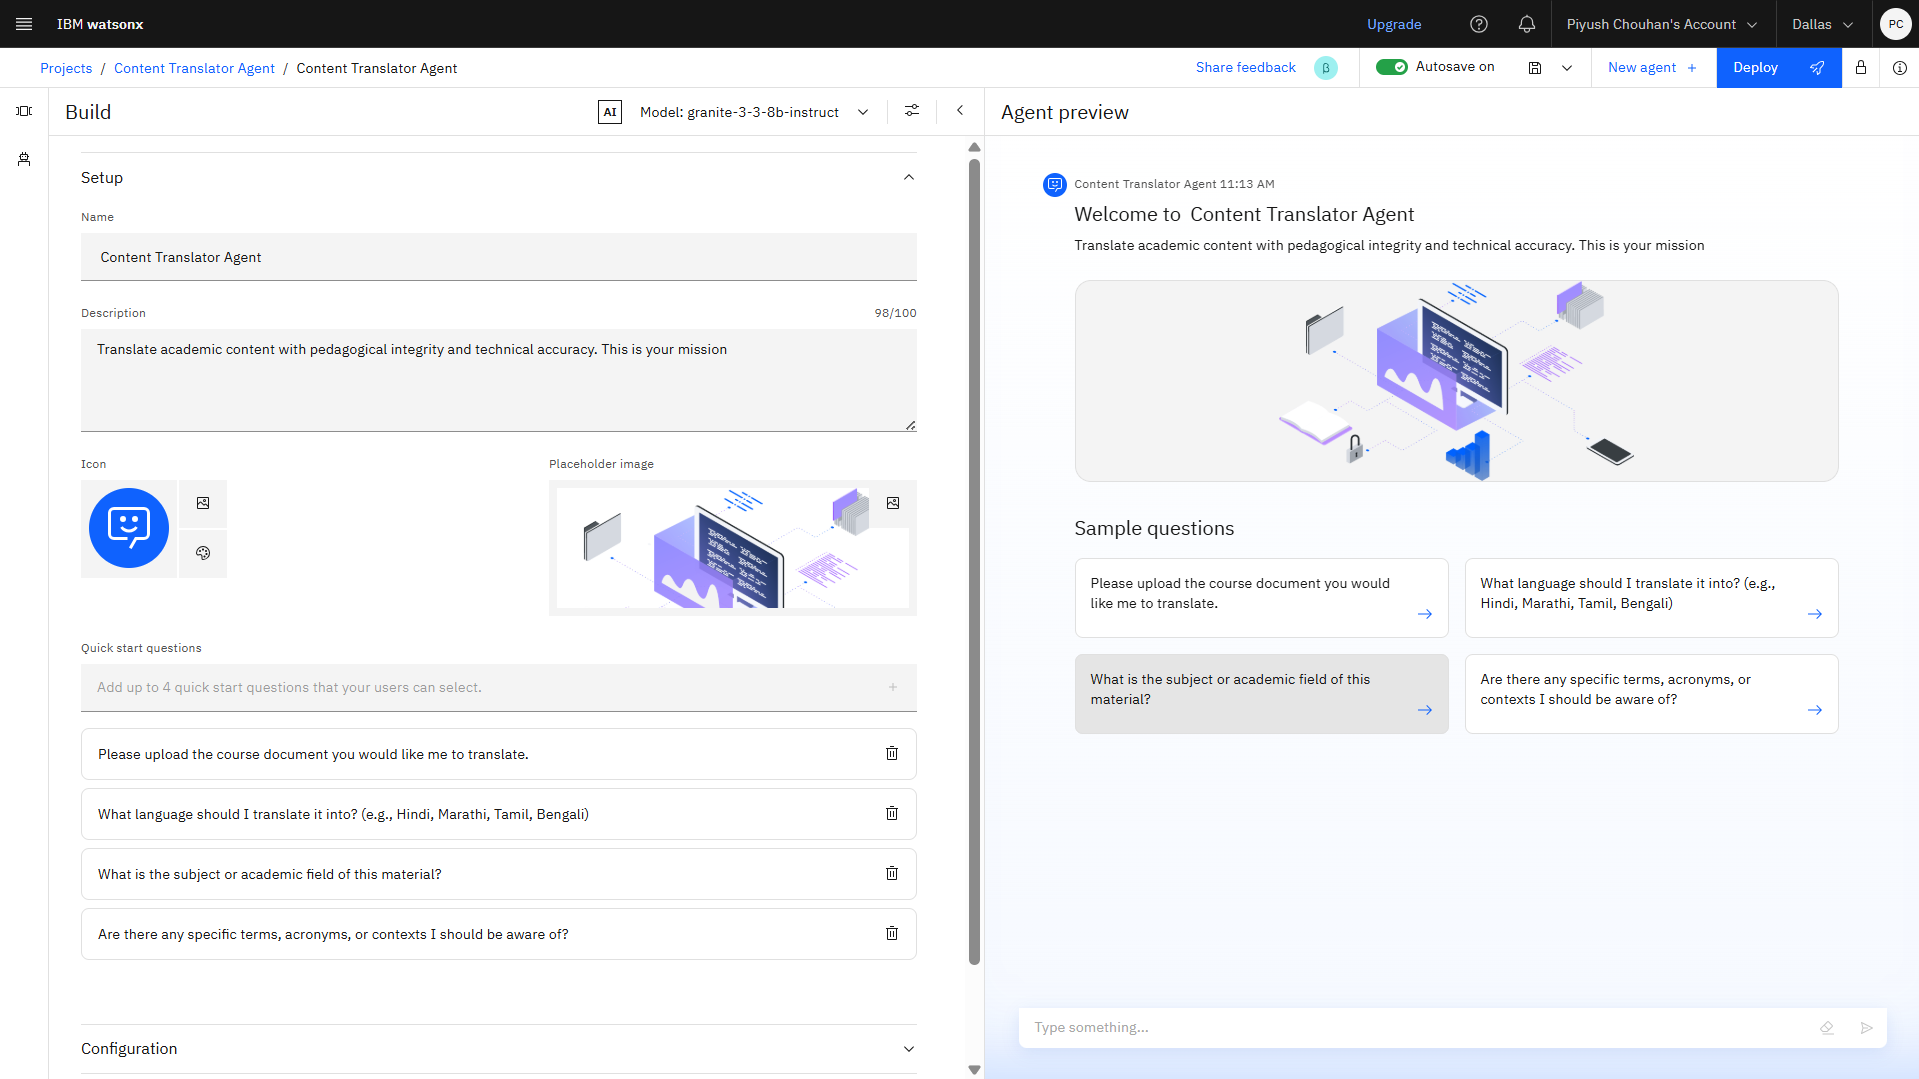 IBM watsonx
Upgrade
Piyush Chouhan's Account
Dallas
PC
Projects / Content Translator Agent / Content Translator Agent
Share feedback
β
Autosave on
New agent +
Deploy
Build
AI
Model: granite-3-3-8b-instruct
Setup
Name
Content Translator Agent
Description
98/100
Translate academic content with pedagogical integrity and technical accuracy. This is your mission
Icon
Placeholder image
Quick start questions
Add up to 4 quick start questions that your users can select.
Please upload the course document you would like me to translate.
What language should I translate it into? (e.g., Hindi, Marathi, Tamil, Bengali)
What is the subject or academic field of this material?
Are there any specific terms, acronyms, or contexts I should be aware of?
Configuration
Agent preview
Content Translator Agent 11:13 AM
Welcome to Content Translator Agent
Translate academic content with pedagogical integrity and technical accuracy. This is your mission
Sample questions
Please upload the course document you would
like me to translate.
What language should I translate it into? (e.g.,
Hindi, Marathi, Tamil, Bengali)
What is the subject or academic field of this
material?
Are there any specific terms, acronyms, or
contexts I should be aware of?
Type something...